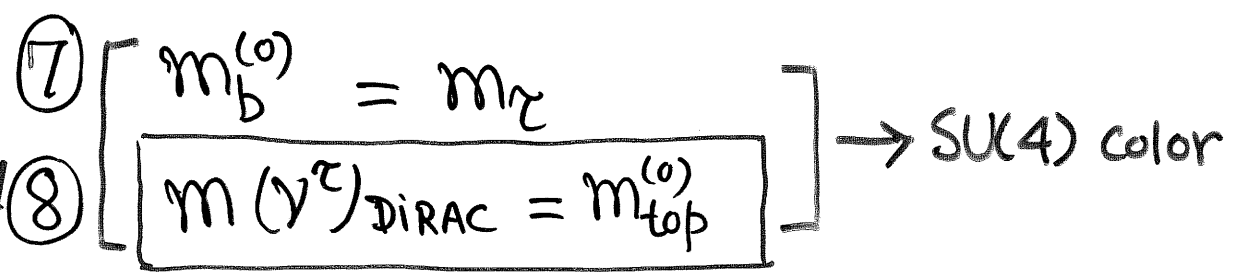 ⑦ m_b^(0) = m_τ
⑧ m (ν^τ)_DiRAC = m_top^(0)
→ SU(4) color